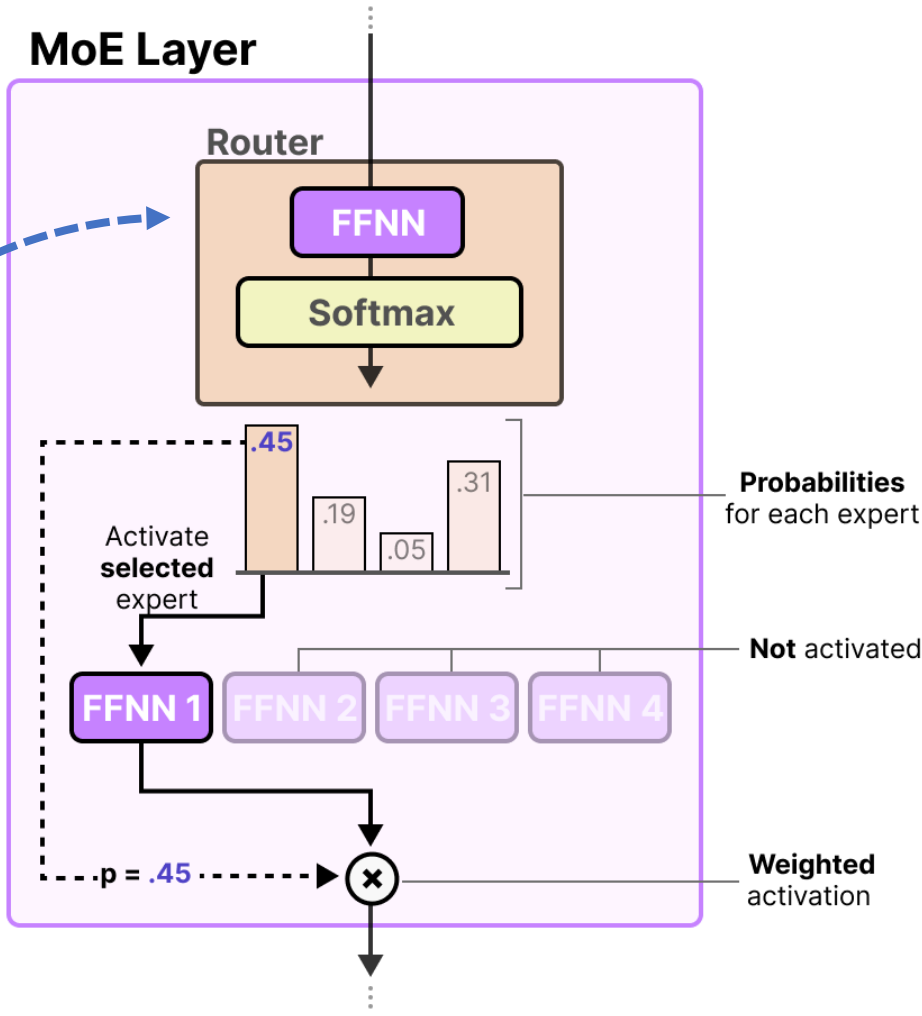 MoE Layer
Router
FFNN
Softmax
.45
.19
.05
.31
Probabilities
for each expert
Activate
selected
expert
Not activated
FFNN 1
FFNN 2
FFNN 3
FFNN 4
p = .45
×
Weighted
activation